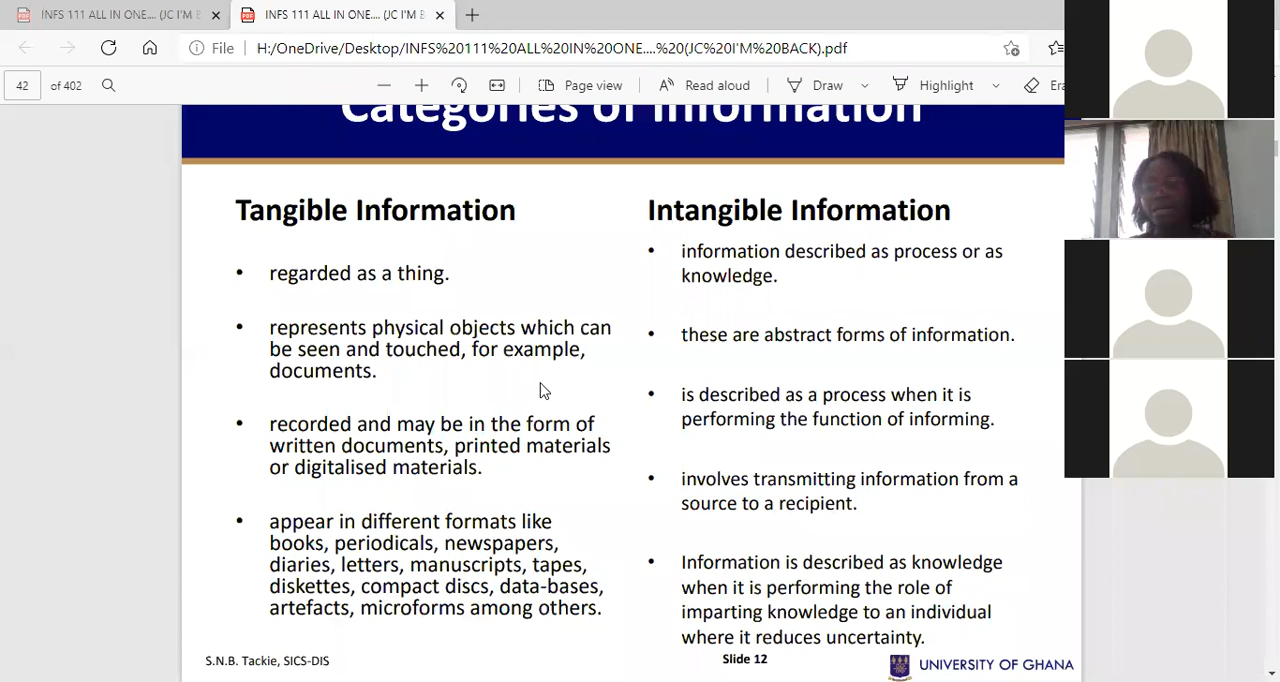 INFS 111 ALL IN ONE.... (JC I'M B
INFS 111 ALL IN ONE.... (JC I'M B
File
H:/OneDrive/Desktop/INFS%20111%20ALL%20IN%20ONE....%20(JC%20I'M%20BACK).pdf
42 of 402
Page view
Read aloud
Draw
Highlight
Era
Categories of Information
Tangible Information
• regarded as a thing.
• represents physical objects which can
be seen and touched, for example,
documents.
• recorded and may be in the form of
written documents, printed materials
or digitalised materials.
• appear in different formats like
books, periodicals, newspapers,
diaries, letters, manuscripts, tapes,
diskettes, compact discs, data-bases,
artefacts, microforms among others.
Intangible Information
• information described as process or as
knowledge.
• these are abstract forms of information.
• is described as a process when it is
performing the function of informing.
• involves transmitting information from a
source to a recipient.
• Information is described as knowledge
when it is performing the role of
imparting knowledge to an individual
where it reduces uncertainty.
S.N.B. Tackie, SICS-DIS
Slide 12
UNIVERSITY OF GHANA